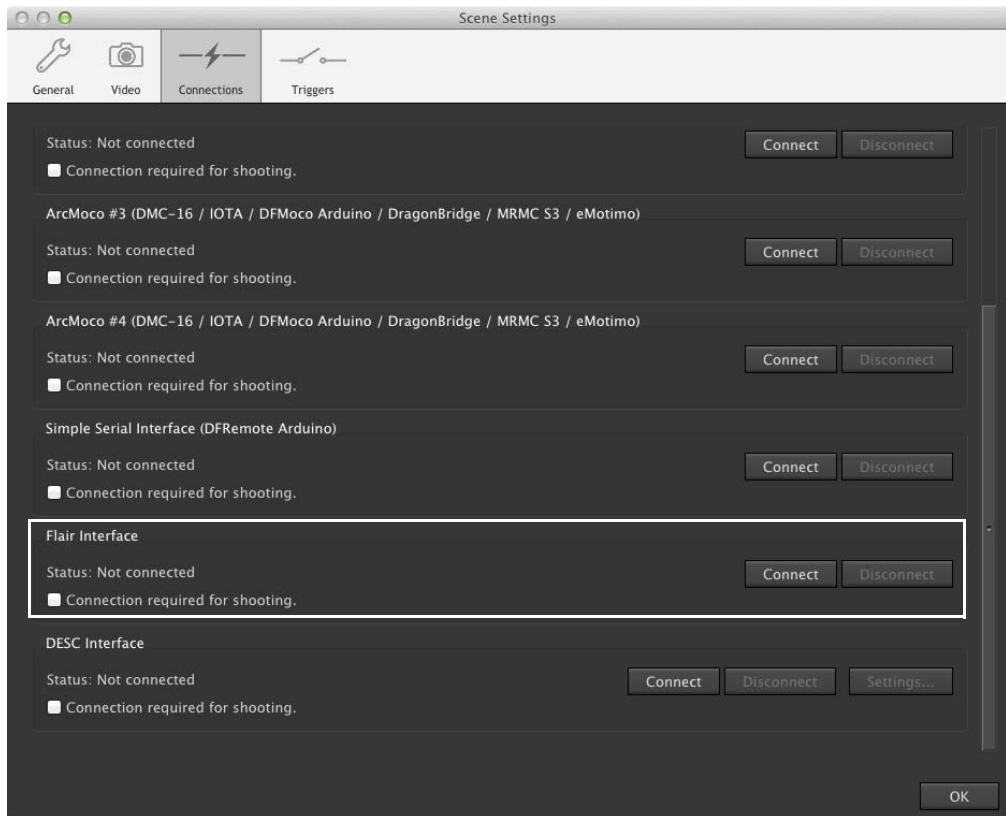 Scene Settings
General
Video
Connections
Triggers
Status: Not connected
Connect
Disconnect
Connection required for shooting.
ArcMoco #3 (DMC-16 / IOTA / DFMoco Arduino / DragonBridge / MRMC S3 / eMotimo)
Status: Not connected
Connect
Disconnect
Connection required for shooting.
ArcMoco #4 (DMC-16 / IOTA / DFMoco Arduino / DragonBridge / MRMC S3 / eMotimo)
Status: Not connected
Connect
Disconnect
Connection required for shooting.
Simple Serial Interface (DFRemote Arduino)
Status: Not connected
Connect
Disconnect
Connection required for shooting.
Flair Interface
Status: Not connected
Connect
Disconnect
Connection required for shooting.
DESC Interface
Status: Not connected
Connect
Disconnect
Settings...
Connection required for shooting.
OK